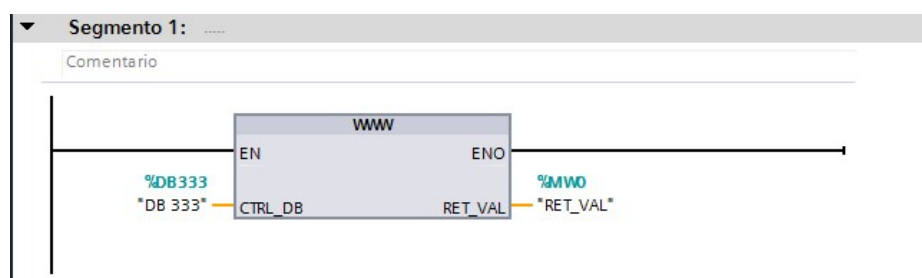 Segmento 1: .....
Comentario
WWW
EN ENO
%DB333 %MW0
"DB 333" CTRL_DB RET_VAL "RET_VAL"